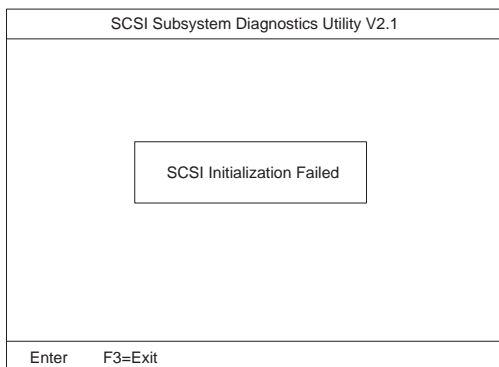 SCSI Subsystem Diagnostics Utility V2.1
SCSI Initialization Failed
Enter F3=Exit